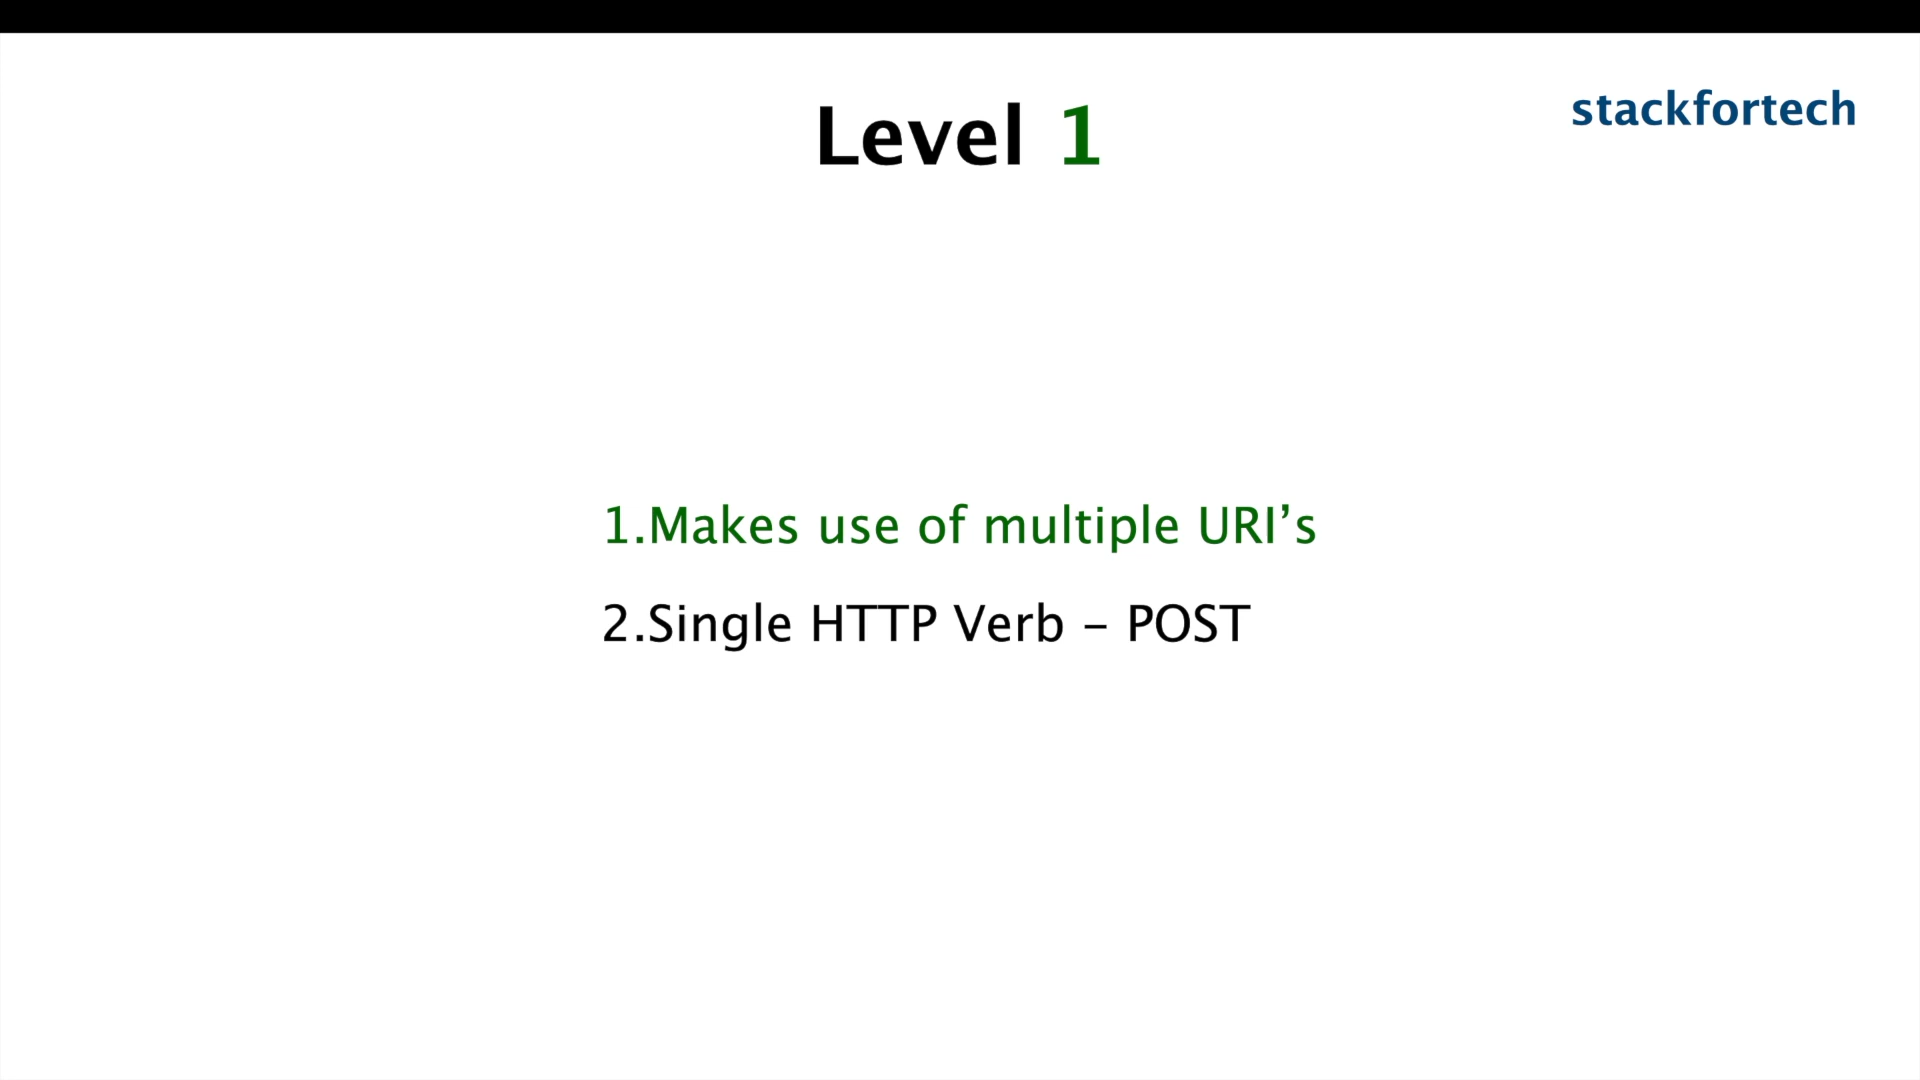 Level 1
stackfortech
1.Makes use of multiple URI’s
2.Single HTTP Verb – POST